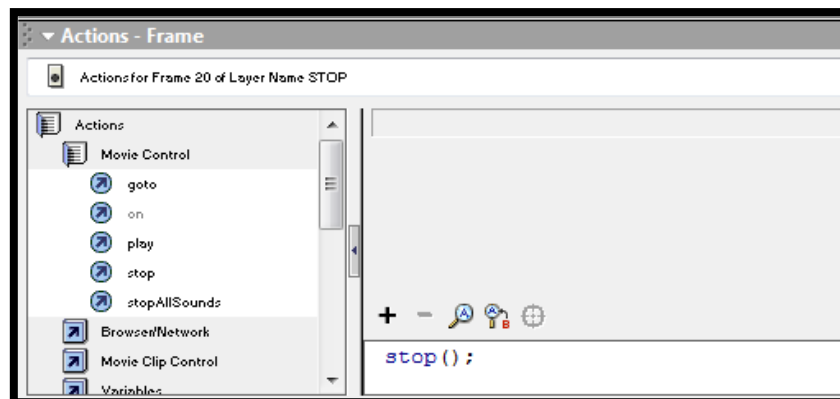 Actions - Frame
Actions for Frame 20 of Layer Name STOP
Actions
Movie Control
goto
on
play
stop
stopAllSounds
Browser/Network
Movie Clip Control
Variables
stop();